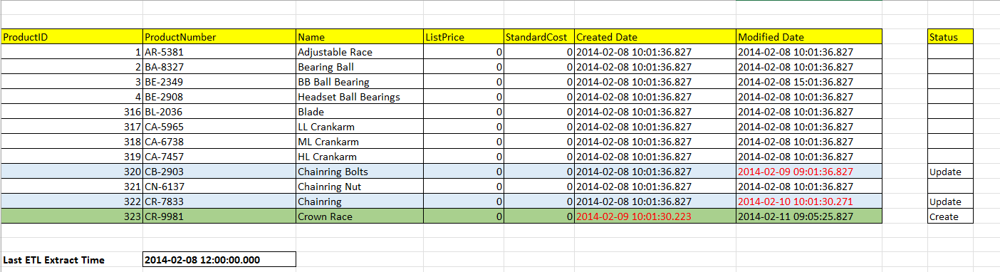 ProductID ProductNumber Name ListPrice StandardCost Created Date Modified Date Status
1 AR-5381 Adjustable Race 0 0 2014-02-08 10:01:36.827 2014-02-08 10:01:36.827
2 BA-8327 Bearing Ball 0 0 2014-02-08 10:01:36.827 2014-02-08 10:01:36.827
3 BE-2349 BB Ball Bearing 0 0 2014-02-08 10:01:36.827 2014-02-08 15:01:36.827
4 BE-2908 Headset Ball Bearings 0 0 2014-02-08 10:01:36.827 2014-02-08 10:01:36.827
316 BL-2036 Blade 0 0 2014-02-08 10:01:36.827 2014-02-08 10:01:36.827
317 CA-5965 LL Crankarm 0 0 2014-02-08 10:01:36.827 2014-02-08 10:01:36.827
318 CA-6738 ML Crankarm 0 0 2014-02-08 10:01:36.827 2014-02-08 10:01:36.827
319 CA-7457 HL Crankarm 0 0 2014-02-08 10:01:36.827 2014-02-08 10:01:36.827
320 CB-2903 Chainring Bolts 0 0 2014-02-08 10:01:36.827 2014-02-09 09:01:36.827 Update
321 CN-6137 Chainring Nut 0 0 2014-02-08 10:01:36.827 2014-02-08 10:01:36.827
322 CR-7833 Chainring 0 0 2014-02-08 10:01:36.827 2014-02-10 10:01:30.271 Update
323 CR-9981 Crown Race 0 0 2014-02-09 10:01:30.223 2014-02-11 09:05:25.827 Create
Last ETL Extract Time 2014-02-08 12:00:00.000